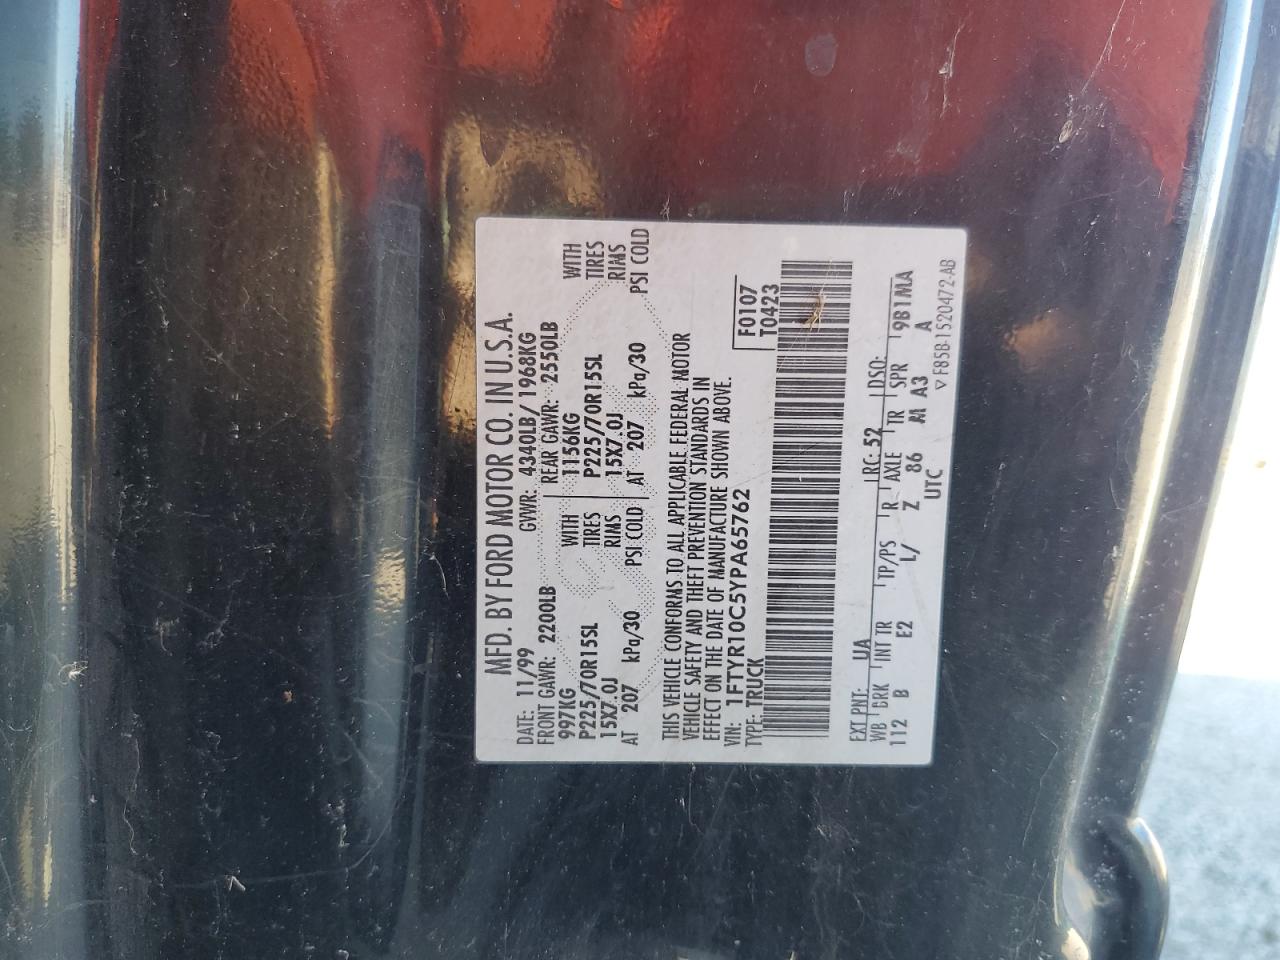 MFD. BY FORD MOTOR CO. IN U.S.A.
DATE: 11/99 GVWR: 4340LB/ 1968KG
FRONT GAWR: 2200LB REAR GAWR: 2550LB
997KG WITH 1156KG WITH
P225/70R15SL TIRES P225/70R15SL TIRES
15X7.0J RIMS 15X7.0J RIMS
AT 207 kPa/30 PSI COLD AT 207 kPa/30 PSI COLD
THIS VEHICLE CONFORMS TO ALL APPLICABLE FEDERAL MOTOR
VEHICLE SAFETY AND THEFT PREVENTION STANDARDS IN
EFFECT ON THE DATE OF MANUFACTURE SHOWN ABOVE.
VIN: 1FTYR10C5YPA65762 F0107
TYPE: TRUCK T0423
EXT PNT: UA RC: 52 DSO:
WB BRK INT TR TP/PS R AXLE TR SPR 9B1MA
112 B E2 L/ Z 86 M A3 A
UTC
▽ F85B-1520472-AB